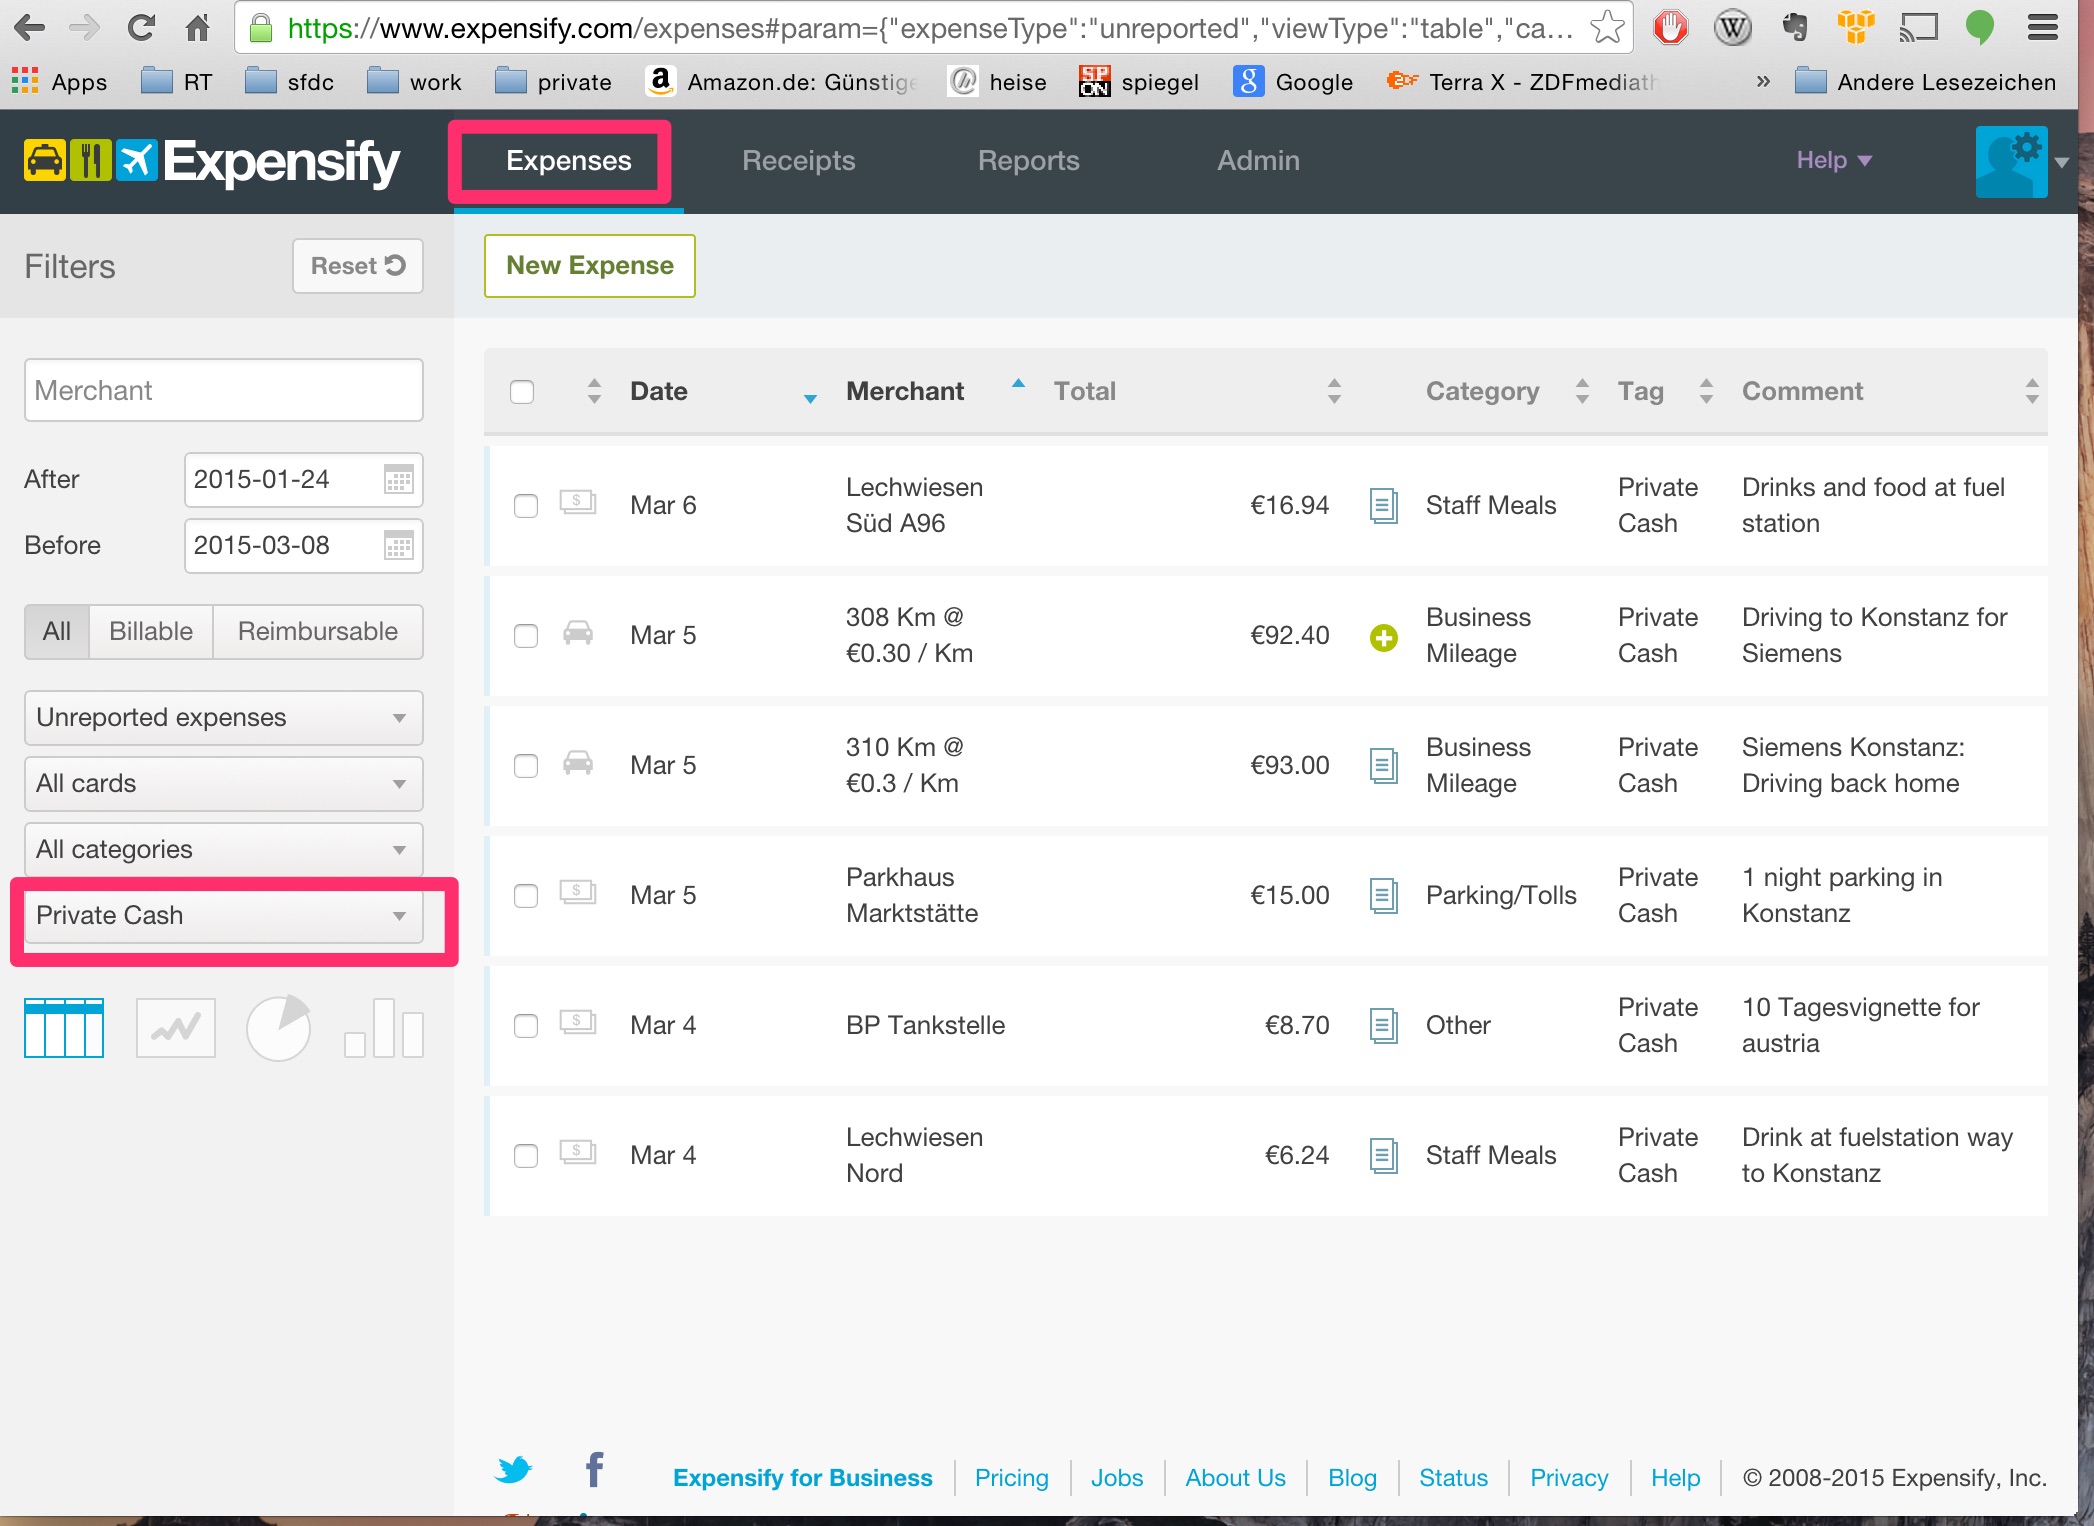 https://www.expensify.com/expenses#param={"expenseType":"unreported","viewType":"table","ca...
Apps RT sfdc work private Amazon.de: Günstige heise spiegel Google Terra X - ZDFmediath » Andere Lesezeichen
Expensify Expenses Receipts Reports Admin Help
Filters Reset New Expense
Merchant
After 2015-01-24
Before 2015-03-08
All Billable Reimbursable
Unreported expenses
All cards
All categories
Private Cash
Date Merchant Total Category Tag Comment
Mar 6 Lechwiesen Süd A96 €16.94 Staff Meals Private Cash Drinks and food at fuel station
Mar 5 308 Km @ €0.30 / Km €92.40 Business Mileage Private Cash Driving to Konstanz for Siemens
Mar 5 310 Km @ €0.3 / Km €93.00 Business Mileage Private Cash Siemens Konstanz: Driving back home
Mar 5 Parkhaus Marktstätte €15.00 Parking/Tolls Private Cash 1 night parking in Konstanz
Mar 4 BP Tankstelle €8.70 Other Private Cash 10 Tagesvignette for austria
Mar 4 Lechwiesen Nord €6.24 Staff Meals Private Cash Drink at fuelstation way to Konstanz
Expensify for Business Pricing Jobs About Us Blog Status Privacy Help © 2008-2015 Expensify, Inc.